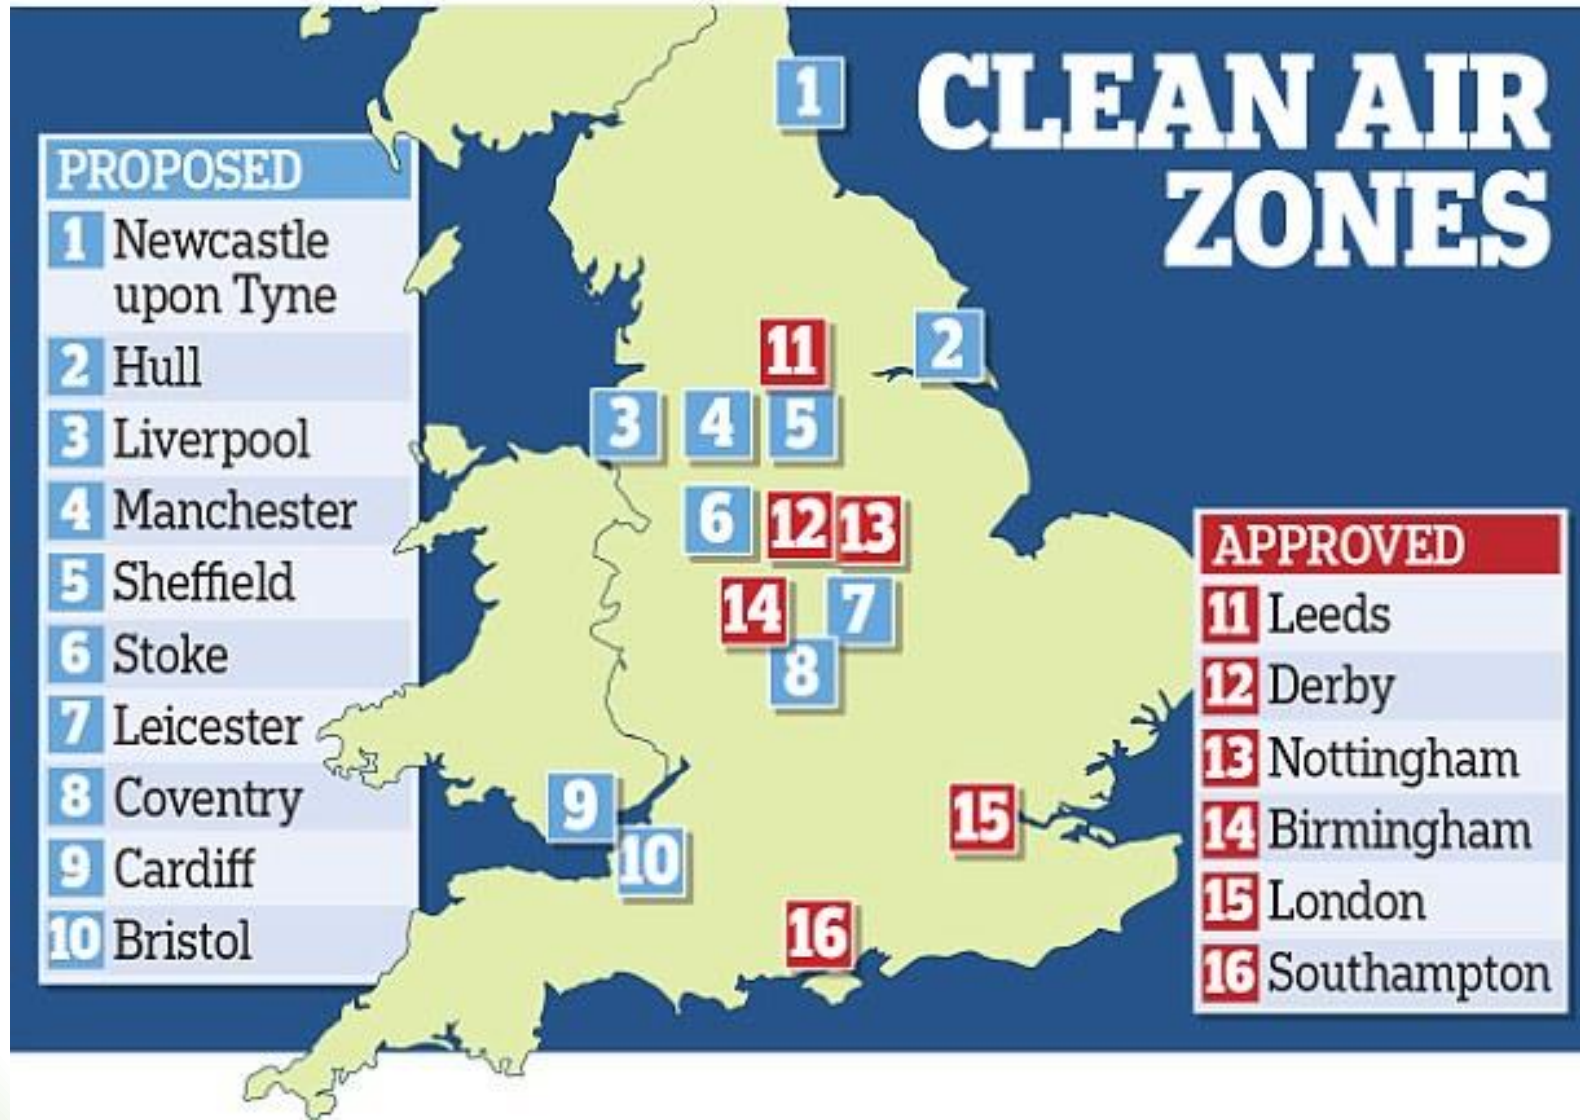 CLEAN AIR
ZONES
PROPOSED
1 Newcastle
upon Tyne
2 Hull
3 Liverpool
4 Manchester
5 Sheffield
6 Stoke
7 Leicester
8 Coventry
9 Cardiff
10 Bristol
1
11
2
3
4
5
6
12
13
14
7
8
9
10
15
16
APPROVED
11 Leeds
12 Derby
13 Nottingham
14 Birmingham
15 London
16 Southampton